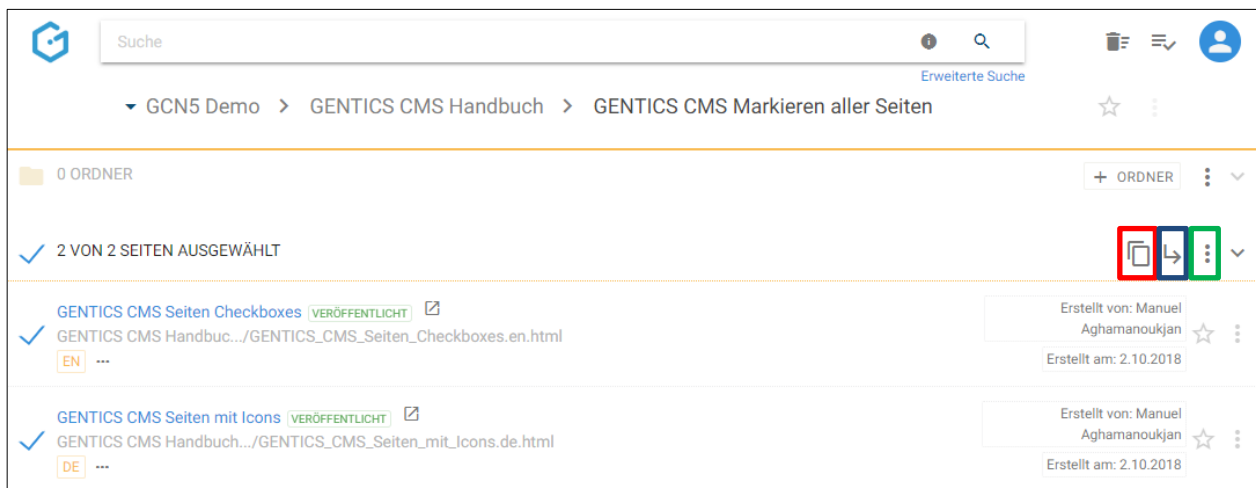 Suche
Erweiterte Suche
GCN5 Demo > GENTICS CMS Handbuch > GENTICS CMS Markieren aller Seiten
0 ORDNER
+ ORDNER
2 VON 2 SEITEN AUSGEWÄHLT
GENTICS CMS Seiten Checkboxes VERÖFFENTLICHT
GENTICS CMS Handbuc.../GENTICS_CMS_Seiten_Checkboxes.en.html
EN
Erstellt von: Manuel
Aghamanoukjan
Erstellt am: 2.10.2018
GENTICS CMS Seiten mit Icons VERÖFFENTLICHT
GENTICS CMS Handbuch.../GENTICS_CMS_Seiten_mit_Icons.de.html
DE
Erstellt von: Manuel
Aghamanoukjan
Erstellt am: 2.10.2018